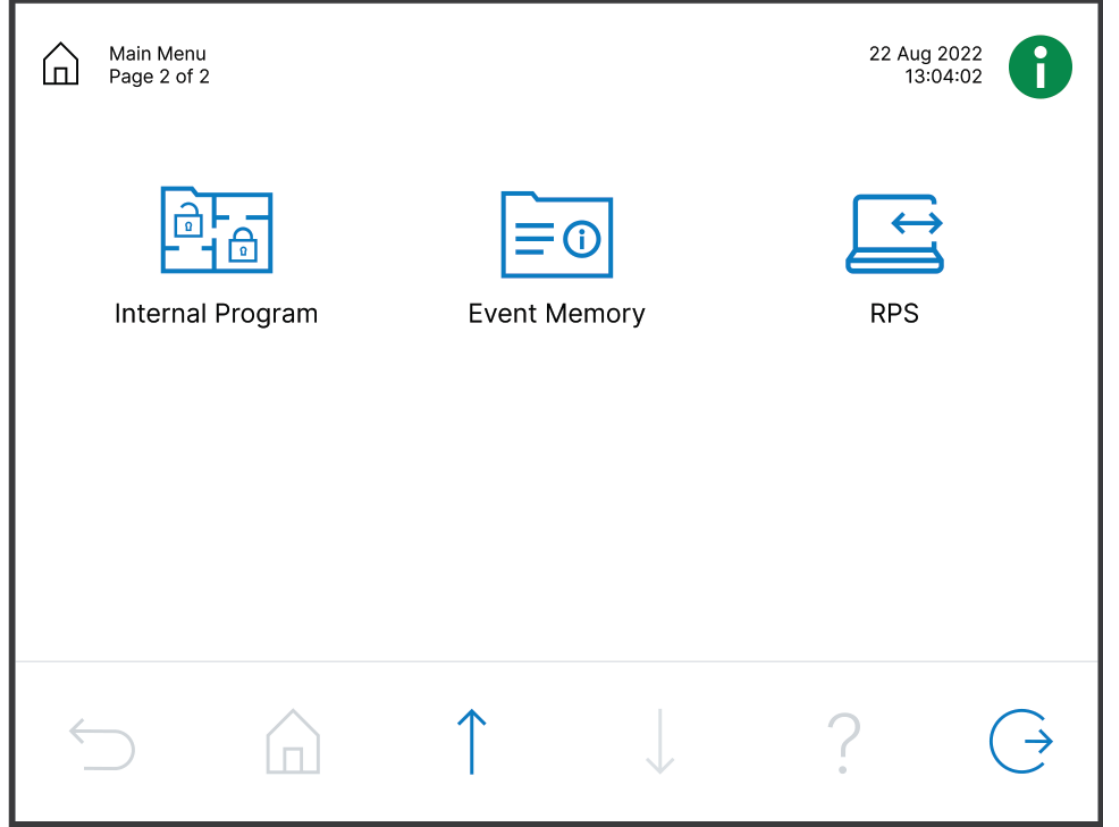 Main Menu
Page 2 of 2
22 Aug 2022
13:04:02
Internal Program
Event Memory
RPS